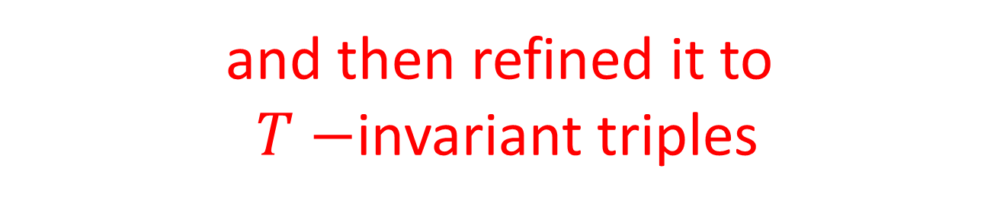 and then refined it to
T −invariant triples